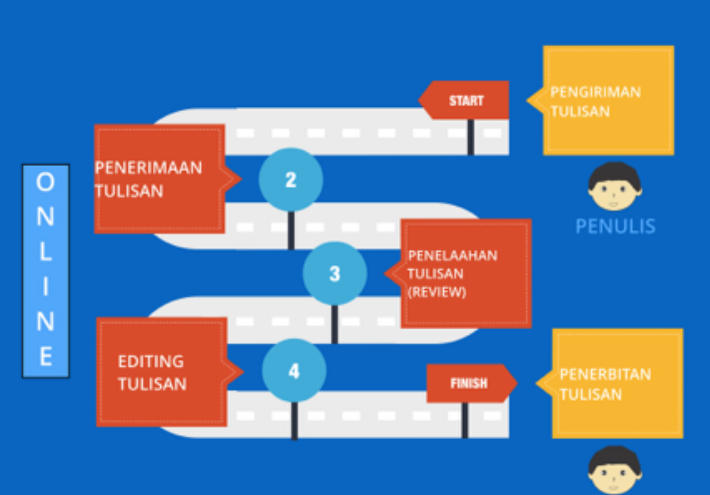 START
PENGIRIMAN
TULISAN
PENULIS
PENERIMAAN
TULISAN
2
3
PENELAAHAN
TULISAN
(REVIEW)
EDITING
TULISAN
4
FINISH
PENERBITAN
TULISAN
O
N
L
I
N
E